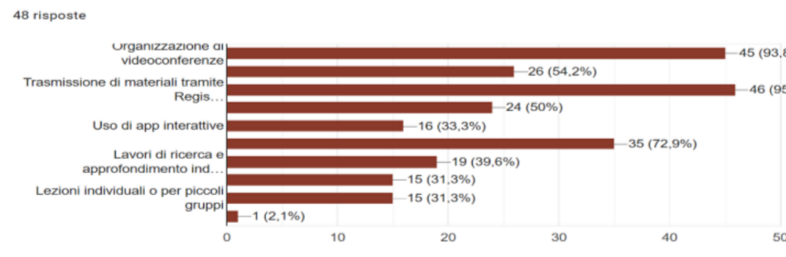 48 risposte
Organizzazione di
videoconferenze
45 (93,8
26 (54,2%)
Trasmissione di materiali tramite
Regis…
46 (95
24 (50%)
Uso di app interattive
16 (33,3%)
35 (72,9%)
Lavori di ricerca e
approfondimento ind…
19 (39,6%)
15 (31,3%)
Lezioni individuali o per piccoli
gruppi
15 (31,3%)
1 (2,1%)
0 10 20 30 40 50